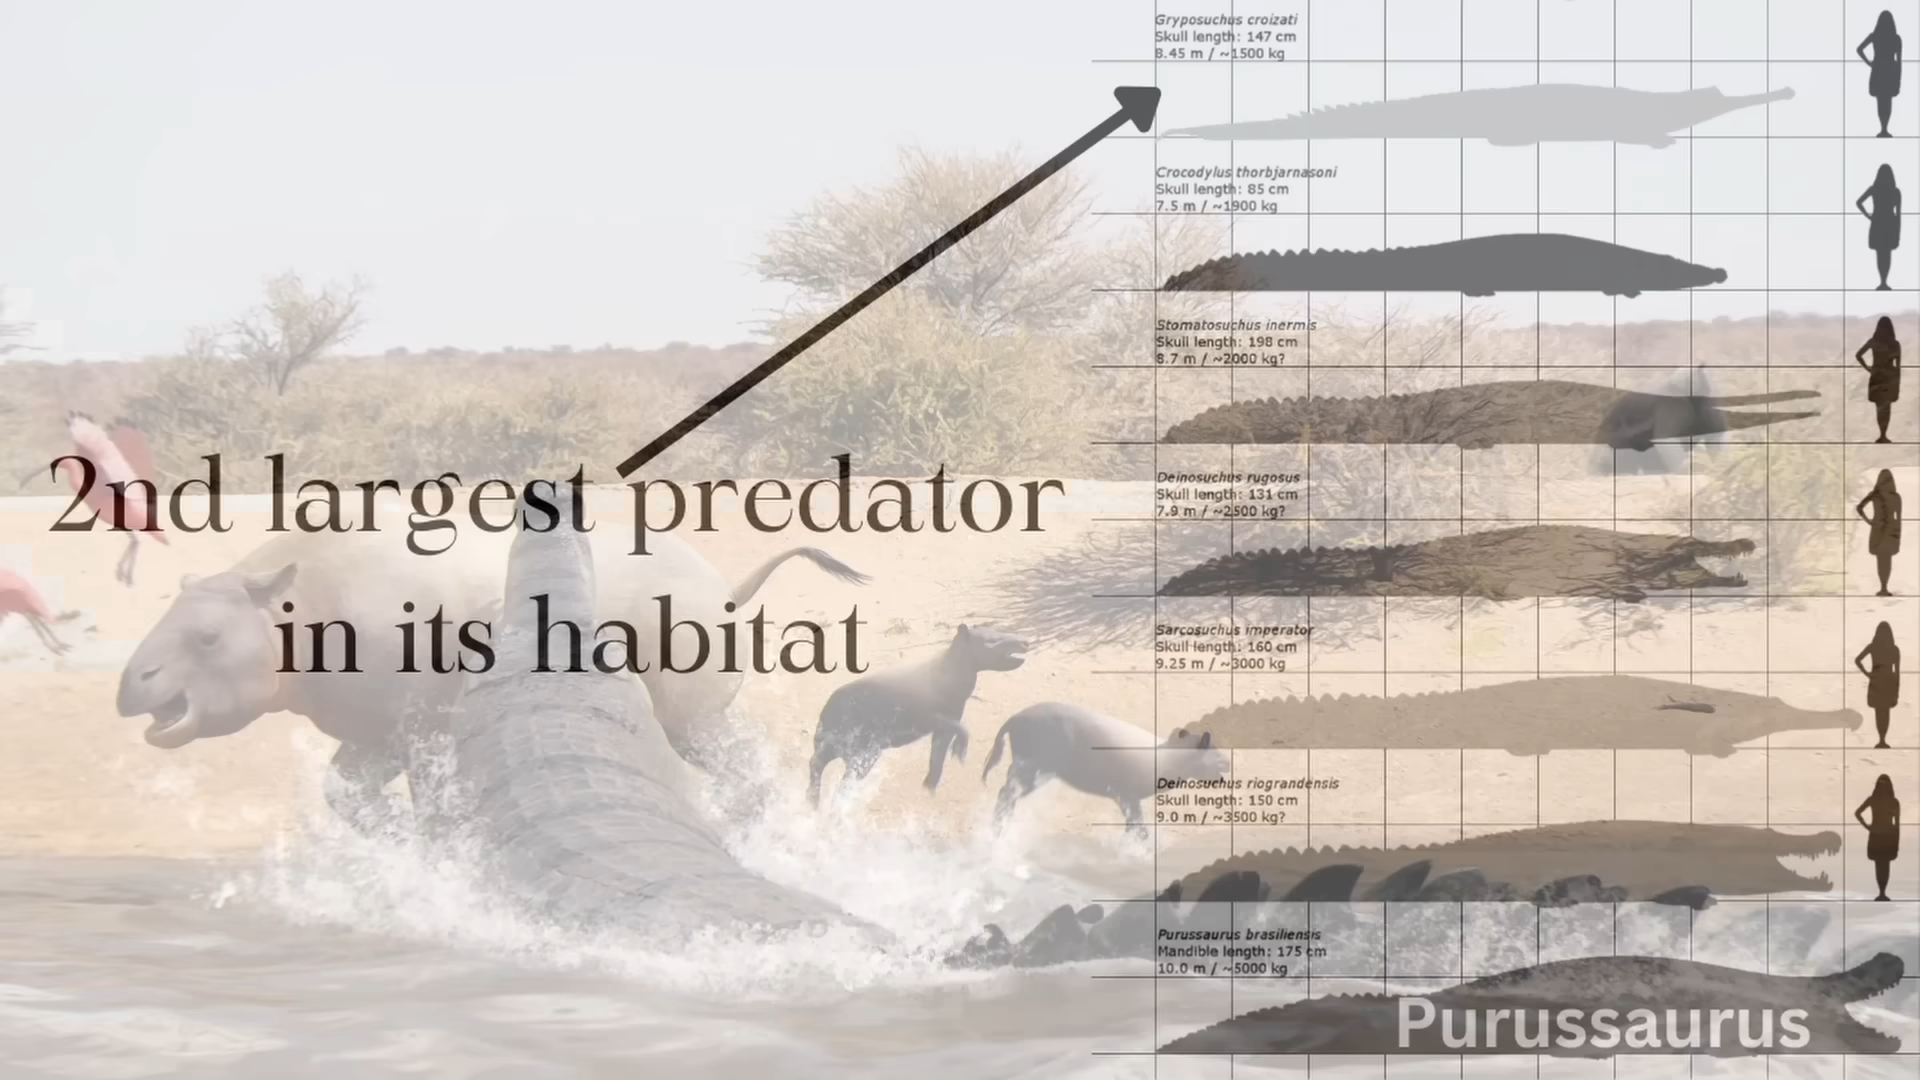 Gryposuchus croizati
Skull length: 147 cm
8.45 m / ~1500 kg
Crocodylus thorbjarnasoni
Skull length: 85 cm
7.5 m / ~1900 kg
Stomatosuchus inermis
Skull length: 198 cm
8.7 m / ~2000 kg?
2nd largest predator
in its habitat
Deinosuchus rugosus
Skull length: 131 cm
7.9 m / ~2500 kg?
Sarcosuchus imperator
Skull length: 160 cm
9.25 m / ~3000 kg
Deinosuchus riograndensis
Skull length: 150 cm
9.0 m / ~3500 kg?
Purussaurus brasiliensis
Mandible length: 175 cm
10.0 m / ~5000 kg
Purussaurus